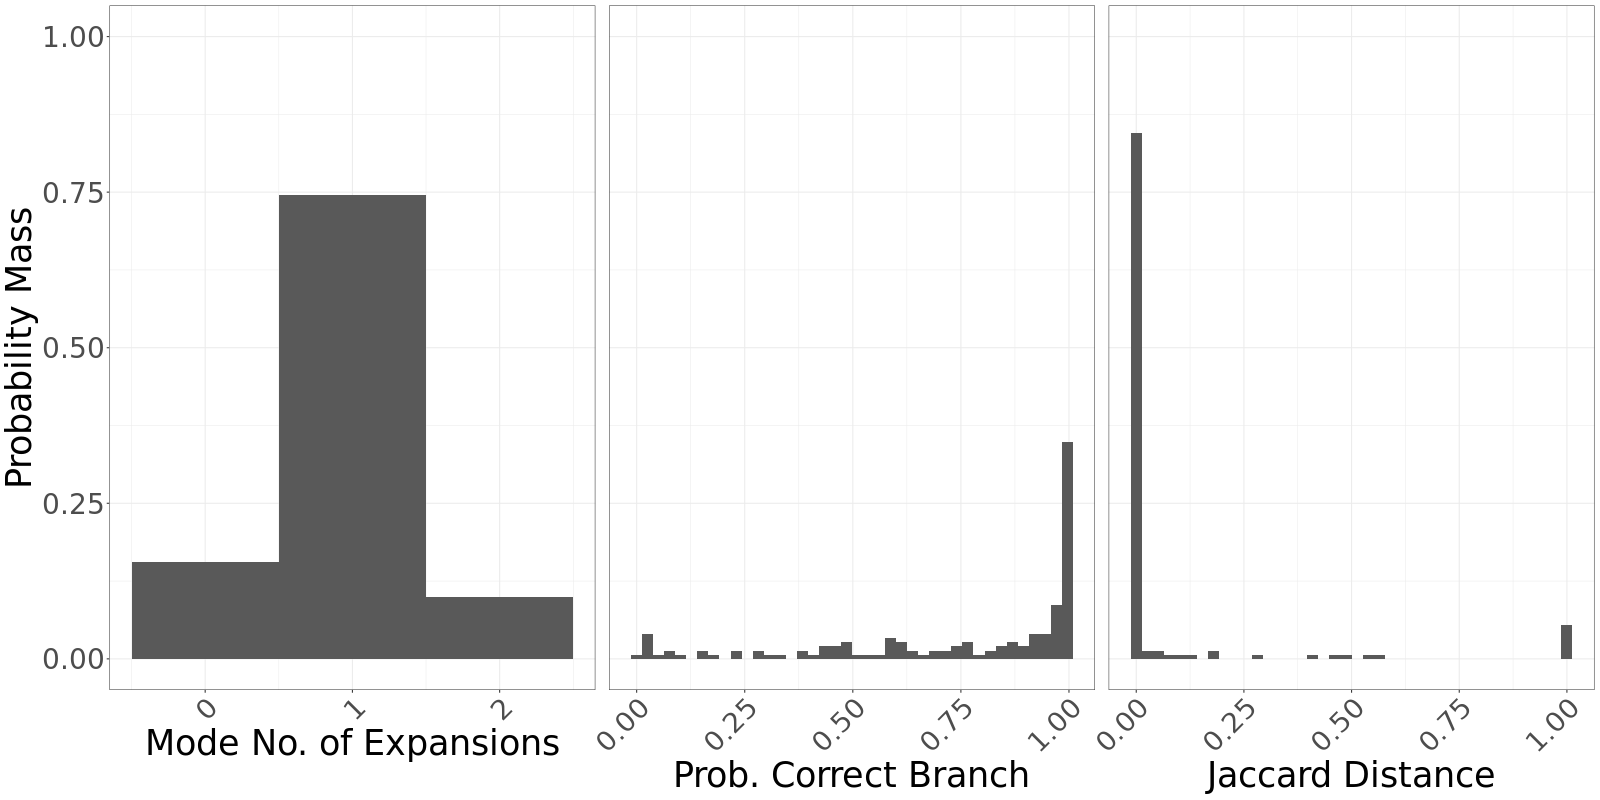 Probability Mass
1.00
0.75
0.50
0.25
0.00
0 1 2
Mode No. of Expansions
0.00 0.25 0.50 0.75 1.00
Prob. Correct Branch
0.00 0.25 0.50 0.75 1.00
Jaccard Distance